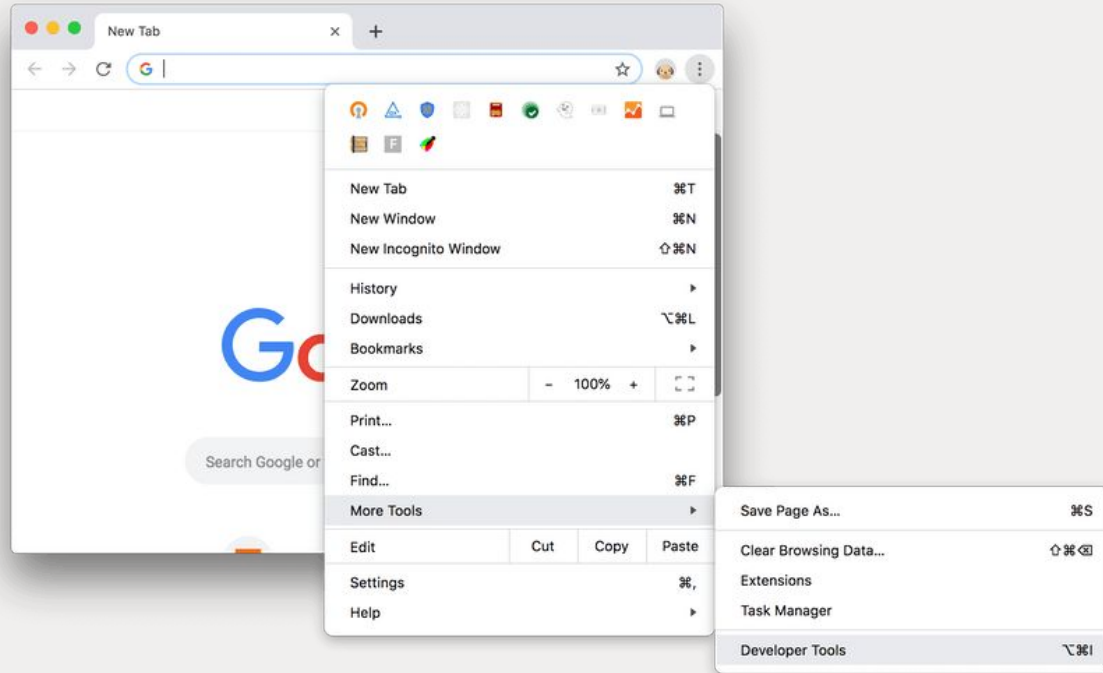 New Tab
G
New Tab ⌘T
New Window ⌘N
New Incognito Window ⇧⌘N
History
Downloads ⌥⌘L
Bookmarks
Zoom - 100% +
Go
Print... ⌘P
Cast...
Search Google or
Find... ⌘F
More Tools
Edit Cut Copy Paste
Settings ⌘,
Help
Save Page As... ⌘S
Clear Browsing Data... ⇧⌘⌫
Extensions
Task Manager
Developer Tools ⌥⌘I
F